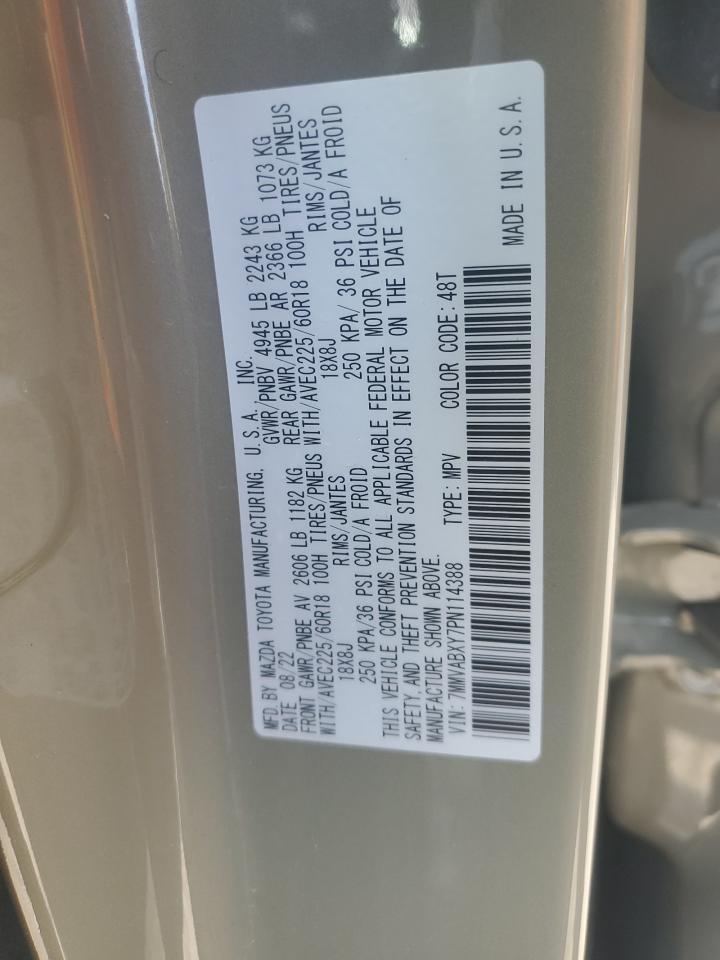 MFD. BY MAZDA TOYOTA MANUFACTURING, U.S.A., INC.
DATE 08/22 GVWR/PNBV 4945 LB 2243 KG
FRONT GAWR/PNBE AV 2606 LB 1182 KG REAR GAWR/PNBE AR 2366 LB 1073 KG
WITH/AVEC225/60R18 100H TIRES/PNEUS WITH/AVEC225/60R18 100H TIRES/PNEUS
18X8J RIMS/JANTES 18X8J RIMS/JANTES
250 KPA/36 PSI COLD/A FROID 250 KPA/ 36 PSI COLD/A FROID
THIS VEHICLE CONFORMS TO ALL APPLICABLE FEDERAL MOTOR VEHICLE
SAFETY, AND THEFT PREVENTION STANDARDS IN EFFECT ON THE DATE OF
MANUFACTURE SHOWN ABOVE.
VIN: 7MMVABXY7PN114388 TYPE: MPV COLOR CODE: 48T
MADE IN U.S.A.